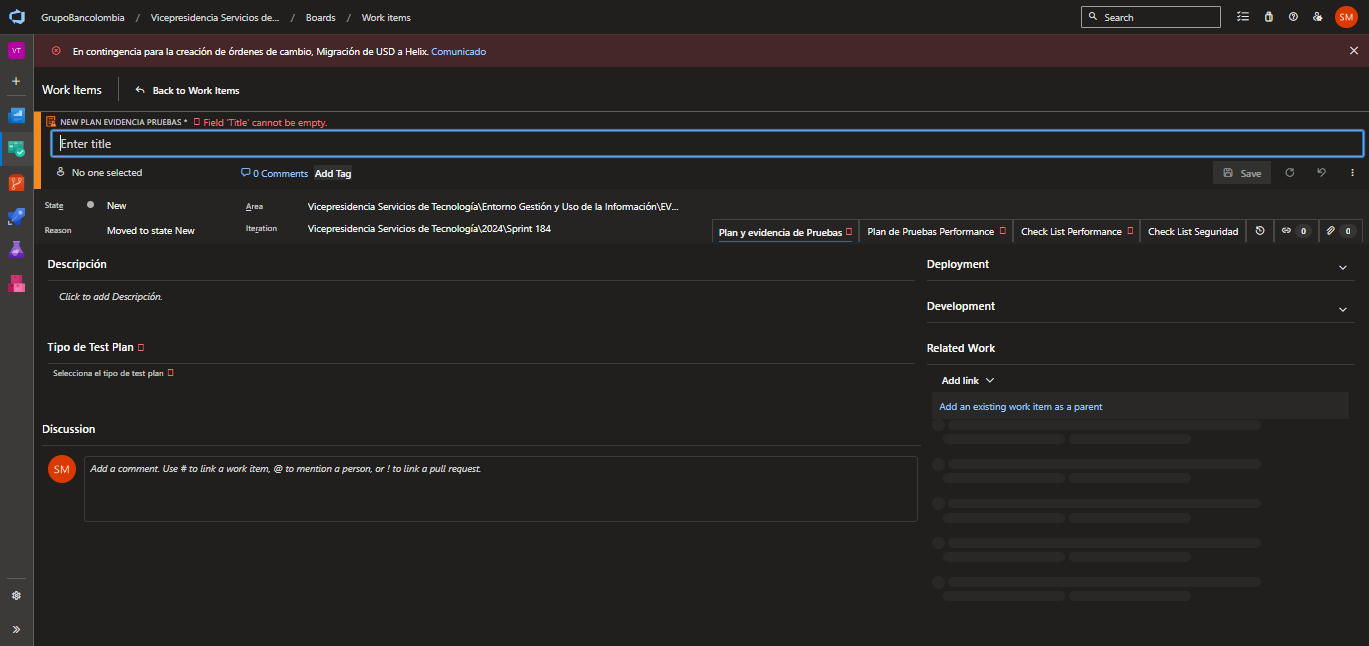 GrupoBancolombia / Vicepresidencia Servicios de... / Boards / Work items
Search
SM
VT
En contingencia para la creación de órdenes de cambio, Migración de USD a Helix. Comunicado
Work Items
Back to Work Items
NEW PLAN EVIDENCIA PRUEBAS * Field 'Title' cannot be empty.
Enter title
No one selected
0 Comments
Add Tag
Save
State
New
Area
Vicepresidencia Servicios de Tecnología\Entorno Gestión y Uso de la Información\EV...
Reason
Moved to state New
Iteration
Vicepresidencia Servicios de Tecnología\2024\Sprint 184
Plan y evidencia de Pruebas
Plan de Pruebas Performance
Check List Performance
Check List Seguridad
0
0
Descripción
Click to add Descripción.
Tipo de Test Plan
Selecciona el tipo de test plan
Discussion
SM
Add a comment. Use # to link a work item, @ to mention a person, or ! to link a pull request.
Deployment
Development
Related Work
Add link
Add an existing work item as a parent